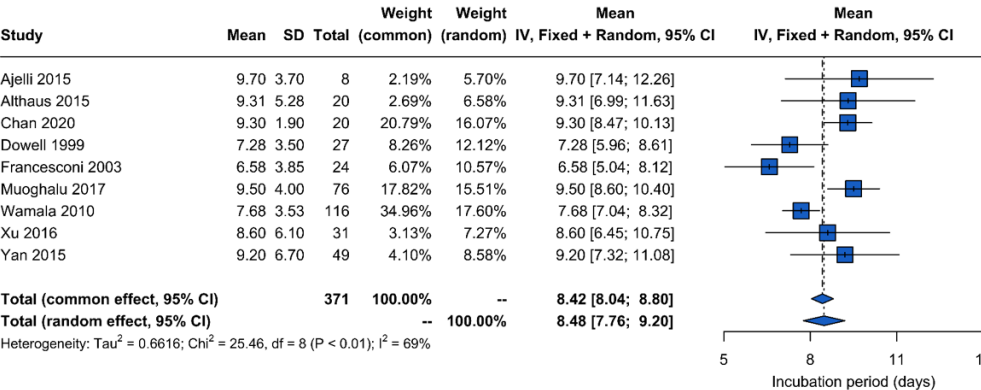 Weight Weight Mean Mean
Study Mean SD Total (common) (random) IV, Fixed + Random, 95% CI IV, Fixed + Random, 95% CI
Ajelli 2015 9.70 3.70 8 2.19% 5.70% 9.70 [7.14; 12.26]
Althaus 2015 9.31 5.28 20 2.69% 6.58% 9.31 [6.99; 11.63]
Chan 2020 9.30 1.90 20 20.79% 16.07% 9.30 [8.47; 10.13]
Dowell 1999 7.28 3.50 27 8.26% 12.12% 7.28 [5.96; 8.61]
Francesconi 2003 6.58 3.85 24 6.07% 10.57% 6.58 [5.04; 8.12]
Muoghalu 2017 9.50 4.00 76 17.82% 15.51% 9.50 [8.60; 10.40]
Wamala 2010 7.68 3.53 116 34.96% 17.60% 7.68 [7.04; 8.32]
Xu 2016 8.60 6.10 31 3.13% 7.27% 8.60 [6.45; 10.75]
Yan 2015 9.20 6.70 49 4.10% 8.58% 9.20 [7.32; 11.08]
Total (common effect, 95% CI) 371 100.00% -- 8.42 [8.04; 8.80]
Total (random effect, 95% CI) -- 100.00% 8.48 [7.76; 9.20]
Heterogeneity: Tau² = 0.6616; Chi² = 25.46, df = 8 (P < 0.01); I² = 69%
5 8 11
Incubation period (days)